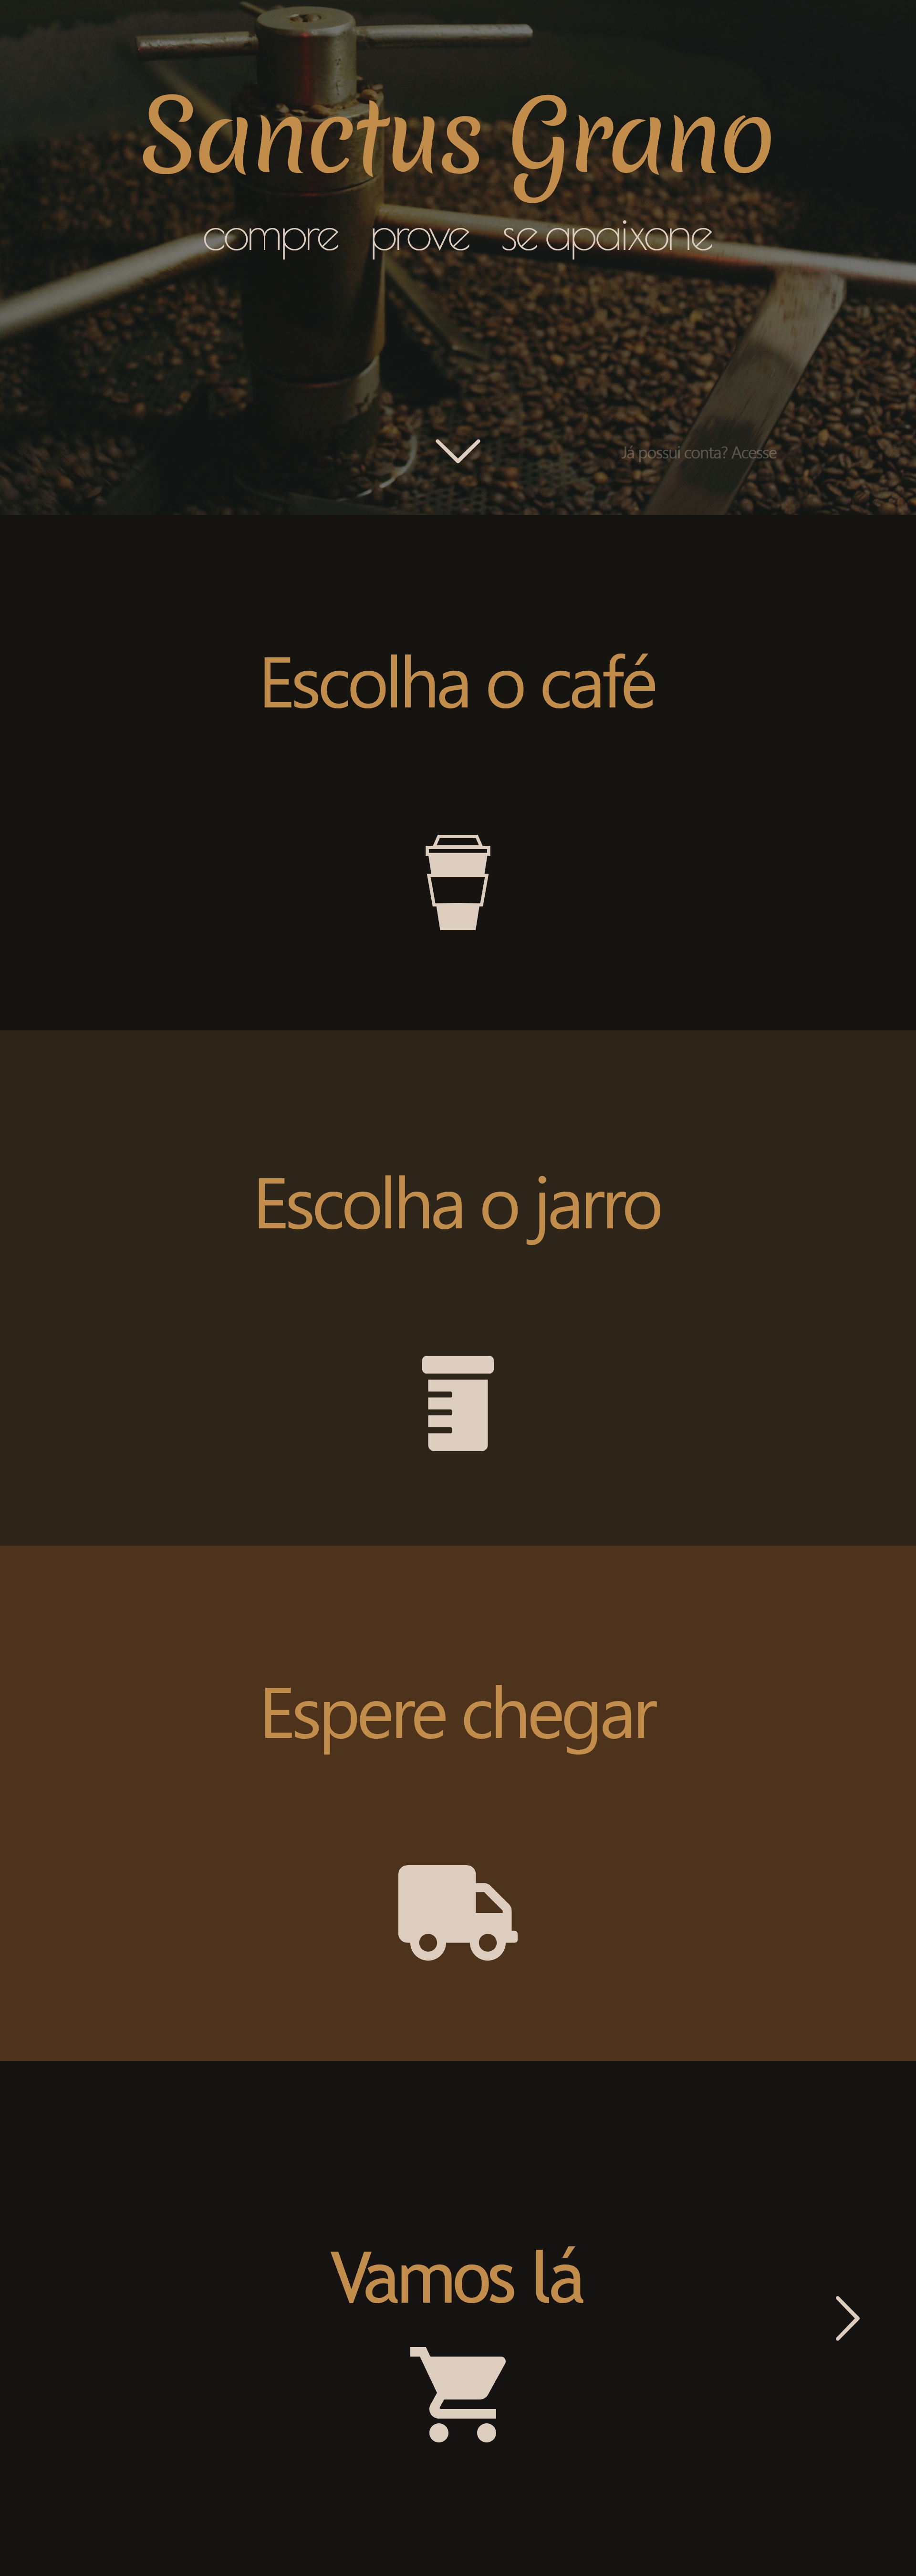 Sanctus Grano
compre prove se apaixone
Já possui conta? Acesse
Escolha o café
Escolha o jarro
Espere chegar
Vamos lá